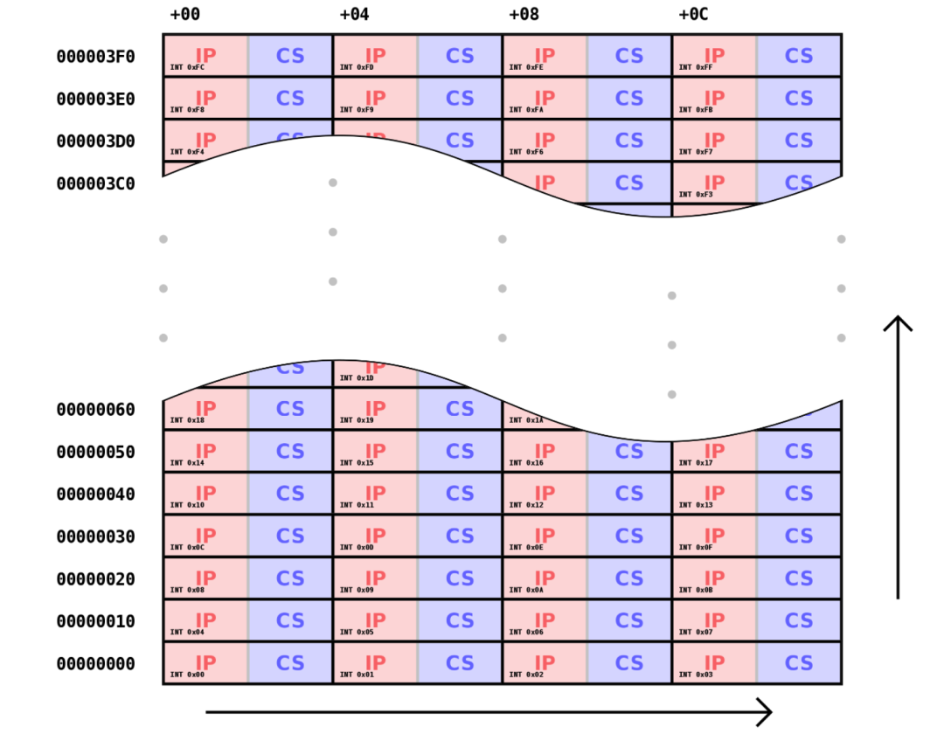 +00 +04 +08 +0C
000003F0 IP CS IP CS IP CS IP CS
INT 0xFC INT 0xFD INT 0xFE INT 0xFF
000003E0 IP CS IP CS IP CS IP CS
INT 0xF8 INT 0xF9 INT 0xFA INT 0xFB
000003D0 IP CS IP CS IP CS IP CS
INT 0xF4 INT 0xF6 INT 0xF7
000003C0 IP CS IP CS
INT 0xF3
CS IP
INT 0x1D
00000060 IP CS IP CS IP
INT 0x18 INT 0x19 INT 0x1A
00000050 IP CS IP CS IP CS IP CS
INT 0x14 INT 0x15 INT 0x16 INT 0x17
00000040 IP CS IP CS IP CS IP CS
INT 0x10 INT 0x11 INT 0x12 INT 0x13
00000030 IP CS IP CS IP CS IP CS
INT 0x0C INT 0x0D INT 0x0E INT 0x0F
00000020 IP CS IP CS IP CS IP CS
INT 0x08 INT 0x09 INT 0x0A INT 0x0B
00000010 IP CS IP CS IP CS IP CS
INT 0x04 INT 0x05 INT 0x06 INT 0x07
00000000 IP CS IP CS IP CS IP CS
INT 0x00 INT 0x01 INT 0x02 INT 0x03